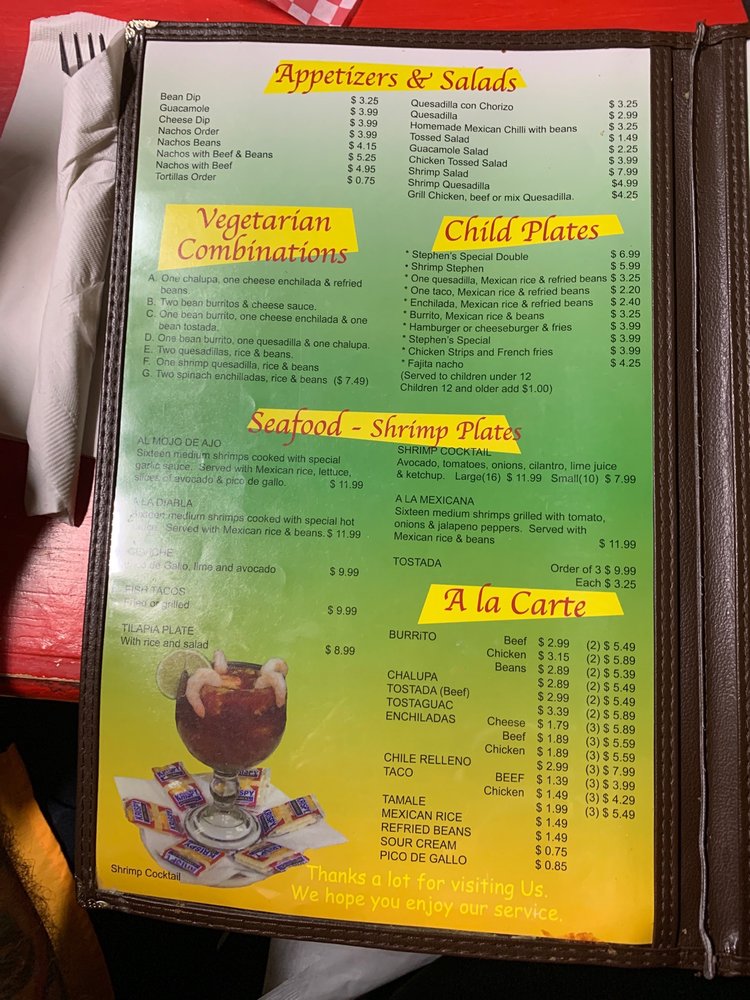 Appetizers & Salads
Bean Dip $ 3.25
Guacamole $ 3.99
Cheese Dip $ 3.99
Nachos Order $ 3.99
Nachos Beans $ 4.15
Nachos with Beef & Beans $ 5.25
Nachos with Beef $ 4.95
Tortillas Order $ 0.75
Quesadilla con Chorizo $ 3.25
Quesadilla $ 2.99
Homemade Mexican Chilli with beans $ 3.25
Tossed Salad $ 1.49
Guacamole Salad $ 2.25
Chicken Tossed Salad $ 3.99
Shrimp Salad $ 7.99
Shrimp Quesadilla $4.99
Grill Chicken, beef or mix Quesadilla. $4.25
Vegetarian
Combinations
A. One chalupa, one cheese enchilada & refried
beans.
B. Two bean burritos & cheese sauce.
C. One bean burrito, one cheese enchilada & one
bean tostada.
D. One bean burrito, one quesadilla & one chalupa.
E. Two quesadillas, rice & beans.
F. One shrimp quesadilla, rice & beans
G. Two spinach enchilladas, rice & beans ($ 7.49)
Child Plates
* Stephen's Special Double $ 6.99
* Shrimp Stephen $ 5.99
* One quesadilla, Mexican rice & refried beans $ 3.25
* One taco, Mexican rice & refried beans $ 2.20
* Enchilada, Mexican rice & refried beans $ 2.40
* Burrito, Mexican rice & beans $ 3.25
* Hamburger or cheeseburger & fries $ 3.99
* Stephen's Special $ 3.99
* Chicken Strips and French fries $ 3.99
* Fajita nacho $ 4.25
(Served to children under 12
Children 12 and older add $1.00)
Seafood - Shrimp Plates
AL MOJO DE AJO
Sixteen medium shrimps cooked with special
garlic sauce. Served with Mexican rice, lettuce,
slices of avocado & pico de gallo. $ 11.99
A LA DIABLA
medium shrimps cooked with special hot
Served with Mexican rice & beans. $ 11.99
de Gallo, lime and avocado $ 9.99
FISH TACOS
Fried or grilled $ 9.99
TILAPIA PLATE
With rice and salad $ 8.99
SHRIMP COCKTAIL
Avocado, tomatoes, onions, cilantro, lime juice
& ketchup. Large(16) $ 11.99 Small(10) $ 7.99
A LA MEXICANA
Sixteen medium shrimps grilled with tomato,
onions & jalapeno peppers. Served with
Mexican rice & beans $ 11.99
TOSTADA Order of 3 $ 9.99
Each $ 3.25
A la Carte
BURRiTO Beef $ 2.99 (2) $ 5.49
Chicken $ 3.15 (2) $ 5.89
Beans $ 2.89 (2) $ 5.39
CHALUPA $ 2.89 (2) $ 5.49
TOSTADA (Beef) $ 2.99 (2) $ 5.49
TOSTAGUAC $ 3.39 (2) $ 5.89
ENCHILADAS Cheese $ 1.79 (3) $ 5.89
Beef $ 1.89 (3) $ 5.59
Chicken $ 1.89 (3) $ 5.59
CHILE RELLENO $ 2.99 (3) $ 7.99
TACO BEEF $ 1.39 (3) $ 3.99
Chicken $ 1.49 (3) $ 4.29
TAMALE $ 1.99 (3) $ 5.49
MEXICAN RICE $ 1.49
REFRIED BEANS $ 1.49
SOUR CREAM $ 0.75
PICO DE GALLO $ 0.85
Shrimp Cocktail
Thanks a lot for visiting Us.
We hope you enjoy our service.